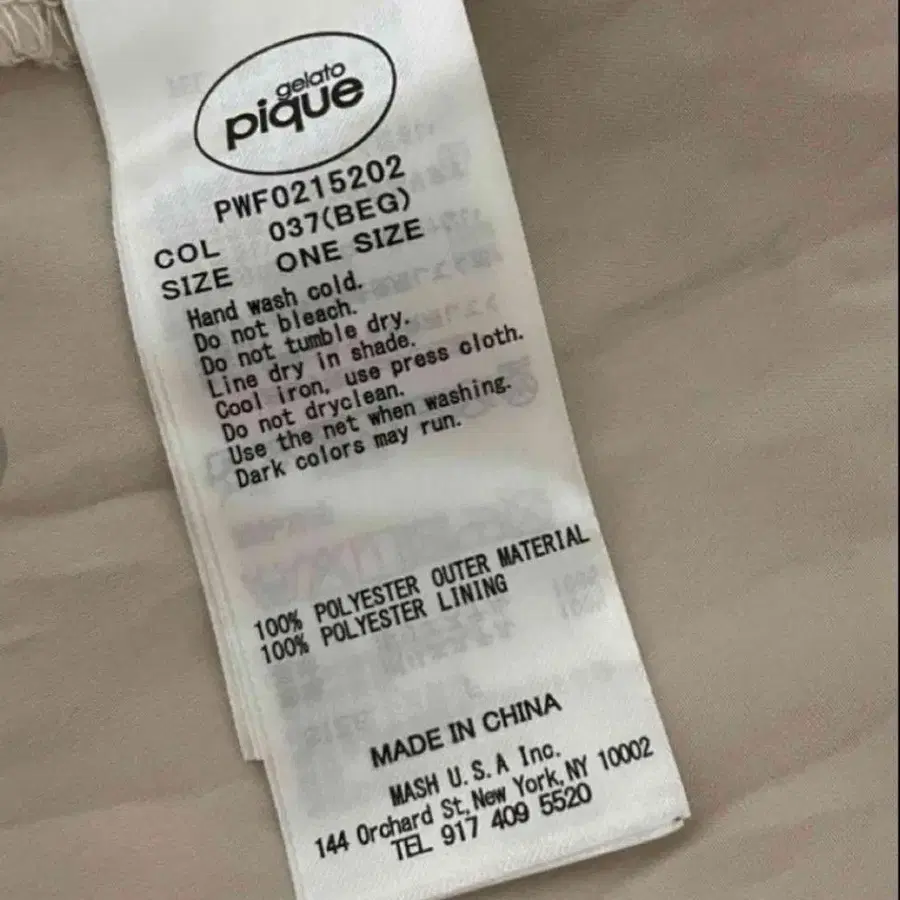 gelato
pique
PWF0215202
COL 037(BEG)
SIZE ONE SIZE
Hand wash cold.
Do not bleach.
Do not tumble dry.
Line dry in shade.
Cool iron, use press cloth.
Do not dryclean.
Use the net when washing.
Dark colors may run.
100% POLYESTER OUTER MATERIAL
100% POLYESTER LINING
MADE IN CHINA
MASH U.S.A Inc.
144 Orchard St,New York,NY 10002
TEL 917 409 5520